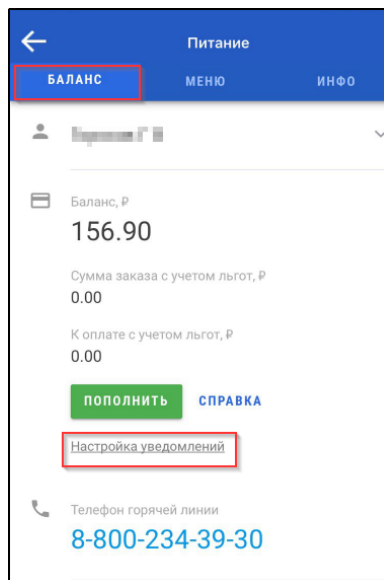 Питание
БАЛАНС МЕНЮ ИНФО
Баланс, ₽
156.90
Сумма заказа с учетом льгот, ₽
0.00
К оплате с учетом льгот, ₽
0.00
ПОПОЛНИТЬ СПРАВКА
Настройка уведомлений
Телефон горячей линии
8-800-234-39-30